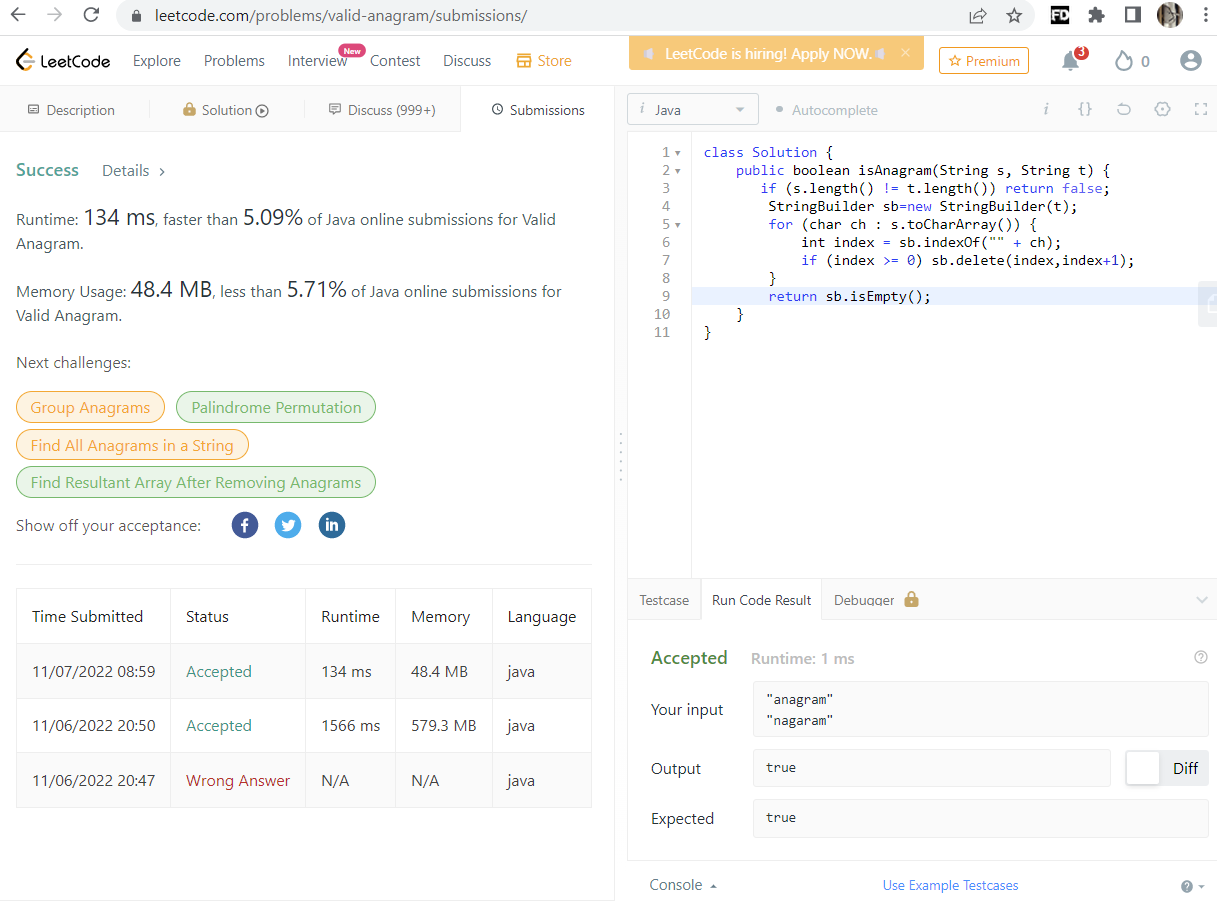 leetcode.com/problems/valid-anagram/submissions/
FD
LeetCode
Explore
Problems
Interview
New
Contest
Discuss
Store
LeetCode is hiring! Apply NOW.
×
Premium
3
0
Description
Solution
Discuss (999+)
Submissions
i
Java
Autocomplete
i
{}
Success
Details
Runtime: 134 ms, faster than 5.09% of Java online submissions for Valid
Anagram.
Memory Usage: 48.4 MB, less than 5.71% of Java online submissions for
Valid Anagram.
Next challenges:
Group Anagrams
Palindrome Permutation
Find All Anagrams in a String
Find Resultant Array After Removing Anagrams
Show off your acceptance:
f
in
Time Submitted Status Runtime Memory Language
11/07/2022 08:59 Accepted 134 ms 48.4 MB java
11/06/2022 20:50 Accepted 1566 ms 579.3 MB java
11/06/2022 20:47 Wrong Answer N/A N/A java
1 class Solution {
2 public boolean isAnagram(String s, String t) {
3 if (s.length() != t.length()) return false;
4 StringBuilder sb=new StringBuilder(t);
5 for (char ch : s.toCharArray()) {
6 int index = sb.indexOf("" + ch);
7 if (index >= 0) sb.delete(index,index+1);
8 }
9 return sb.isEmpty();
10 }
11 }
Testcase
Run Code Result
Debugger
Accepted
Runtime: 1 ms
?
Your input
"anagram"
"nagaram"
Output
true
Diff
Expected
true
Console
Use Example Testcases
?